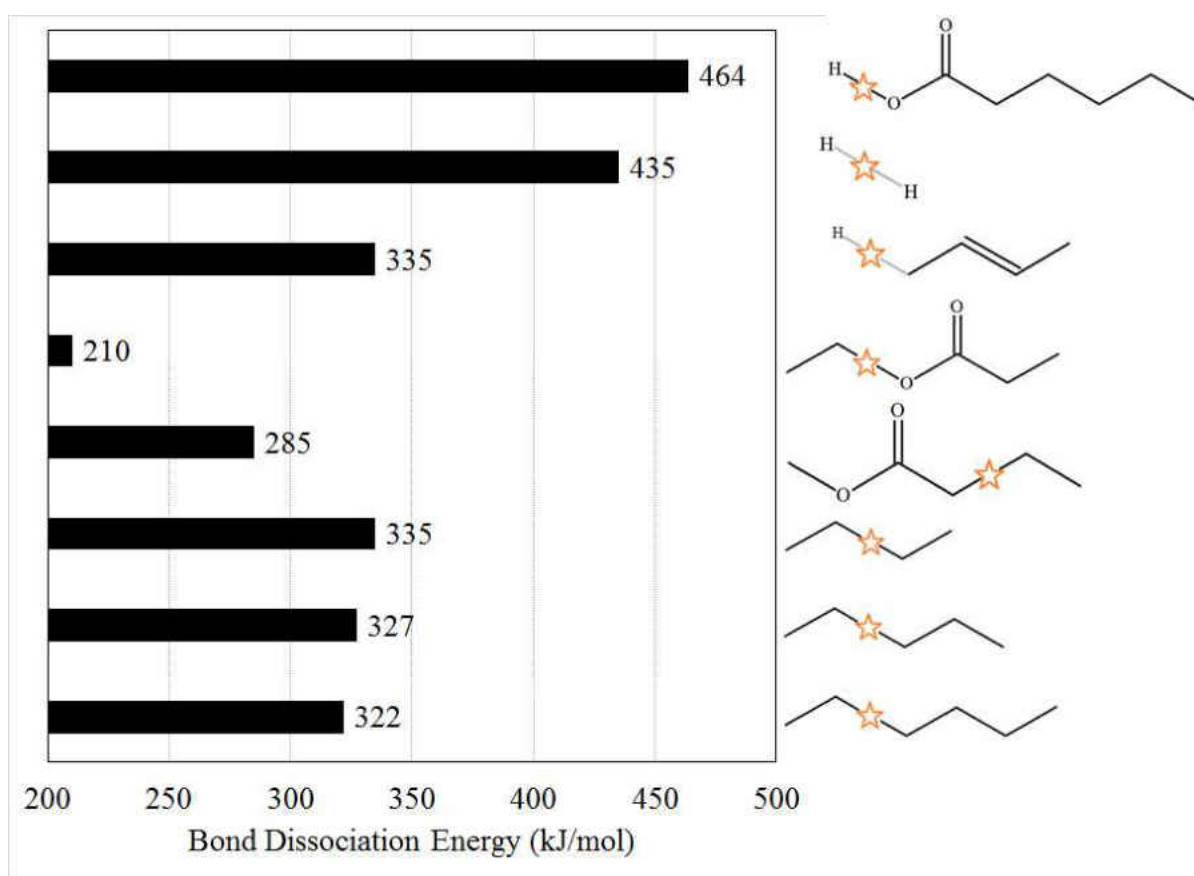 O
464
H
O
435
H
H
335
H
210
O
O
285
O
O
335
327
322
200 250 300 350 400 450 500
Bond Dissociation Energy (kJ/mol)